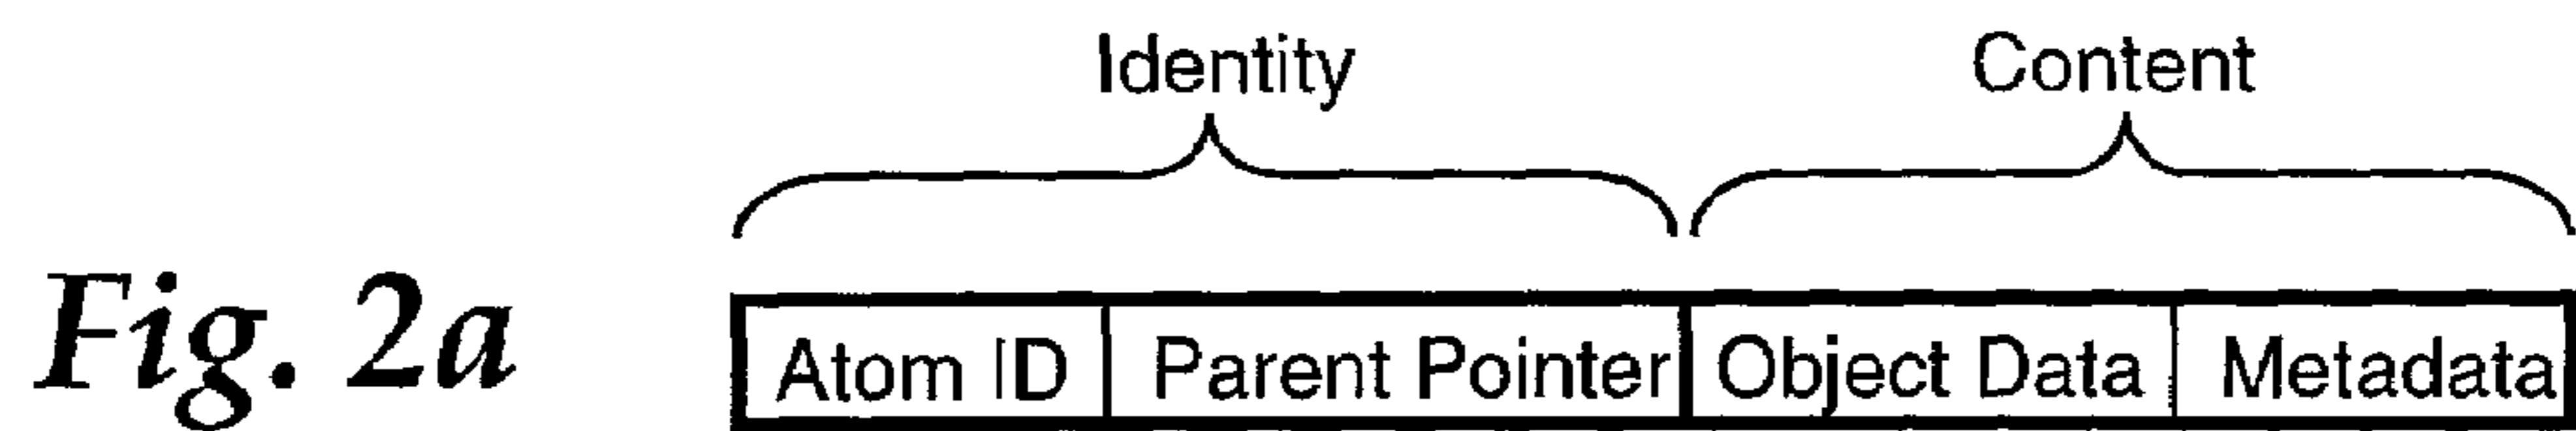 Identity Content
Fig. 2a Atom ID Parent Pointer Object Data Metadata